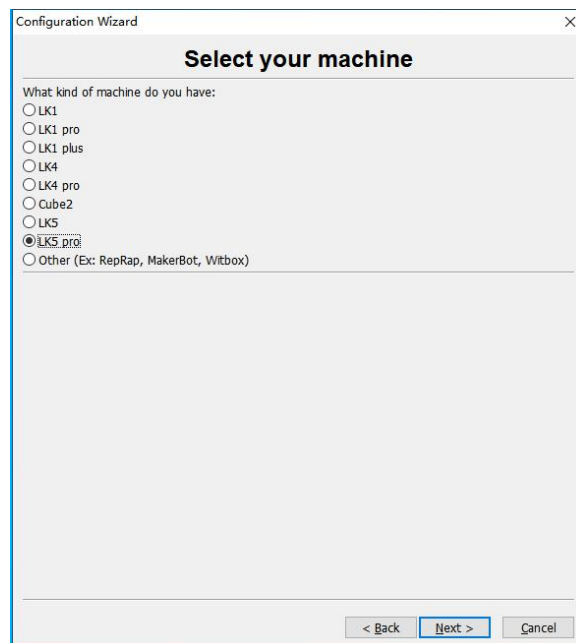 Configuration Wizard
Select your machine
What kind of machine do you have:
LK1
LK1 pro
LK1 plus
LK4
LK4 pro
Cube2
LK5
LK5 pro
Other (Ex: RepRap, MakerBot, Witbox)
< Back Next > Cancel